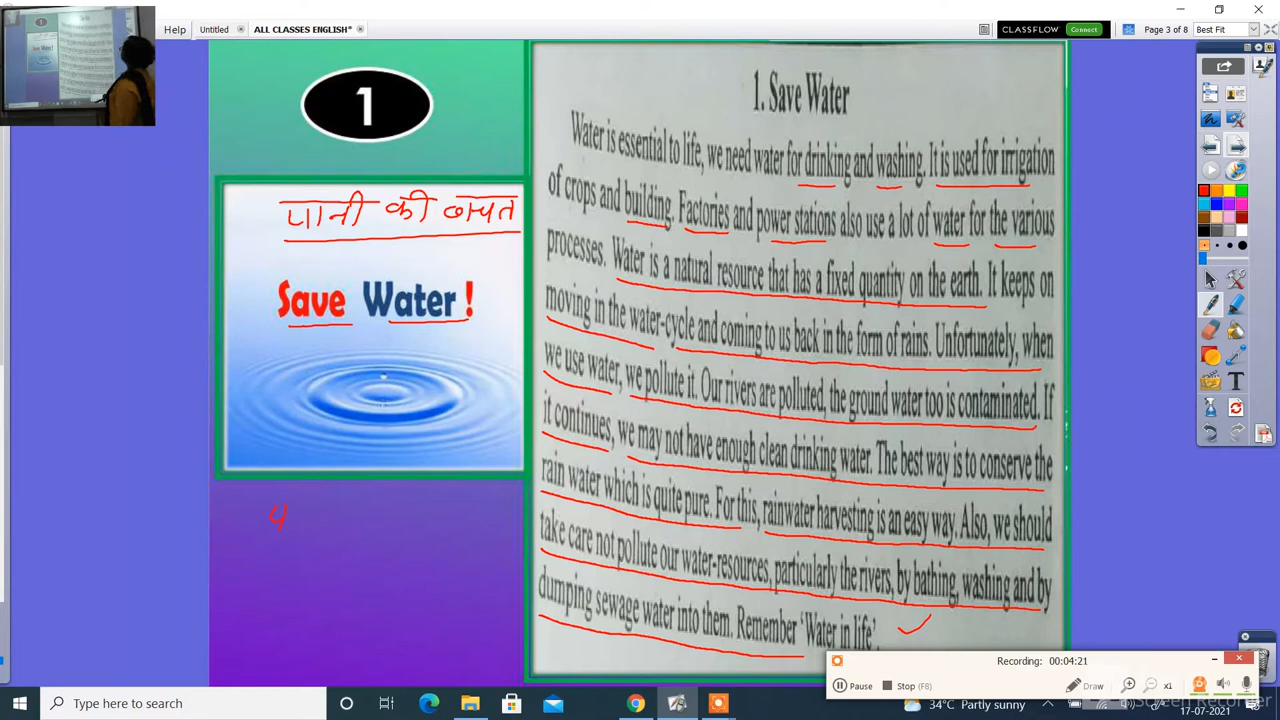 Help
Untitled
ALL CLASSES ENGLISH*
CLASSFLOW
Connect
Page 3 of 8
Best Fit
1
पानी की बचत
Save Water !
4
1. Save Water
Water is essential to life, we need water for drinking and washing. It is used for irrigation
of crops and building. Factories and power stations also use a lot of water for the various
processes. Water is a natural resource that has a fixed quantity on the earth. It keeps on
moving in the water-cycle and coming to us back in the form of rains. Unfortunately, when
we use water, we pollute it. Our rivers are polluted, the ground water too is contaminated. If
it continues, we may not have enough clean drinking water. The best way is to conserve the
rain water which is quite pure. For this, rainwater harvesting is an easy way. Also, we should
take care not pollute our water-resources, particularly the rivers, by bathing, washing and by
dumping sewage water into them. Remember 'Water in life'.
Recording: 00:04:21
Pause
Stop (F8)
Draw
x1
Type here to search
34°C Partly sunny
17-07-2021
Screen Recorder